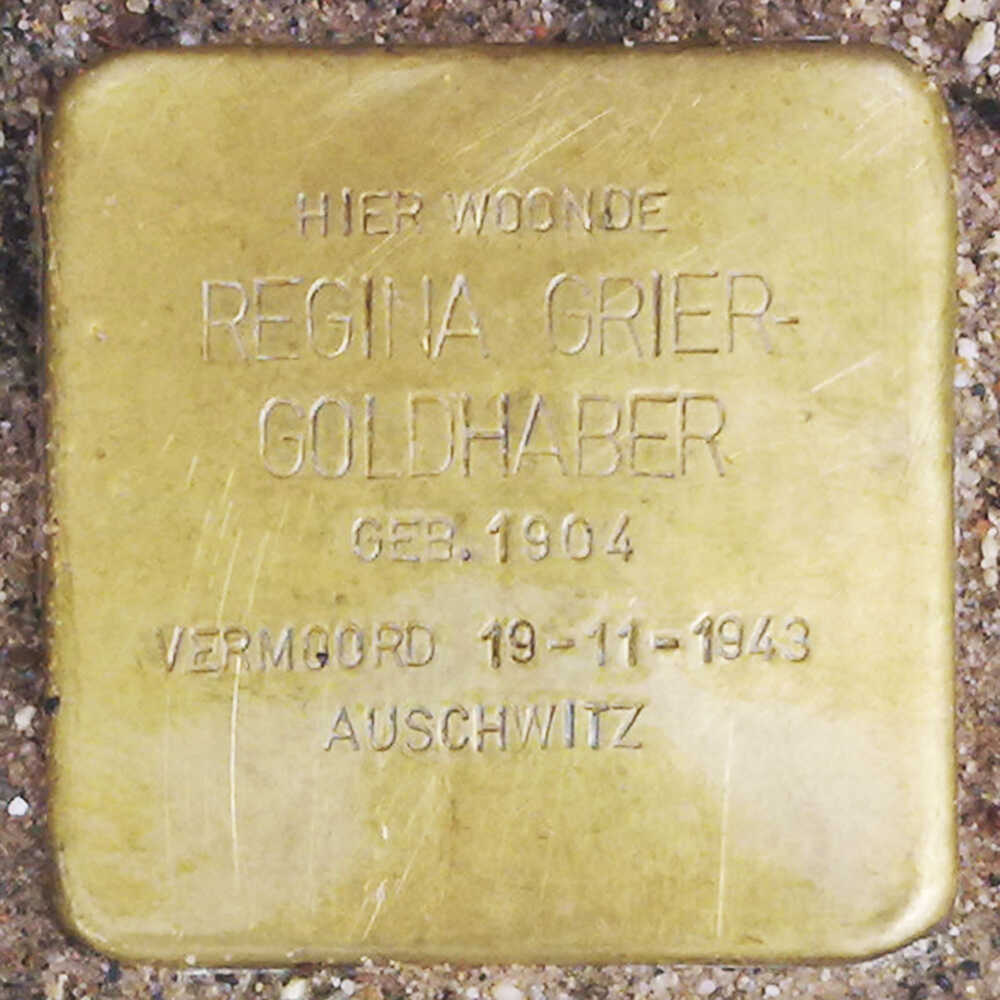 HIER WOONDE
REGINA GRIER-
GOLDHABER
GEB. 1904
VERMOORD 19-11-1943
AUSCHWITZ